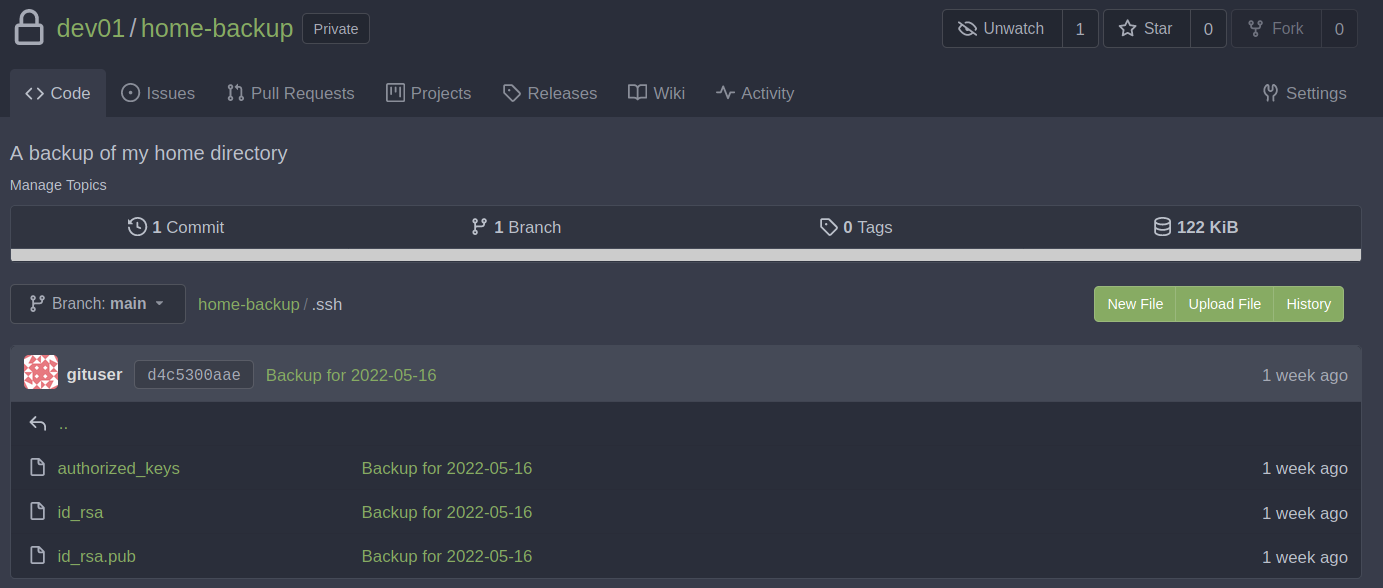 dev01/home-backup Private Unwatch 1 Star 0 Fork 0
Code Issues Pull Requests Projects Releases Wiki Activity Settings
A backup of my home directory
Manage Topics
1 Commit 1 Branch 0 Tags 122 KiB
Branch: main home-backup/.ssh New File Upload File History
gituser d4c5300aae Backup for 2022-05-16 1 week ago
..
authorized_keys Backup for 2022-05-16 1 week ago
id_rsa Backup for 2022-05-16 1 week ago
id_rsa.pub Backup for 2022-05-16 1 week ago